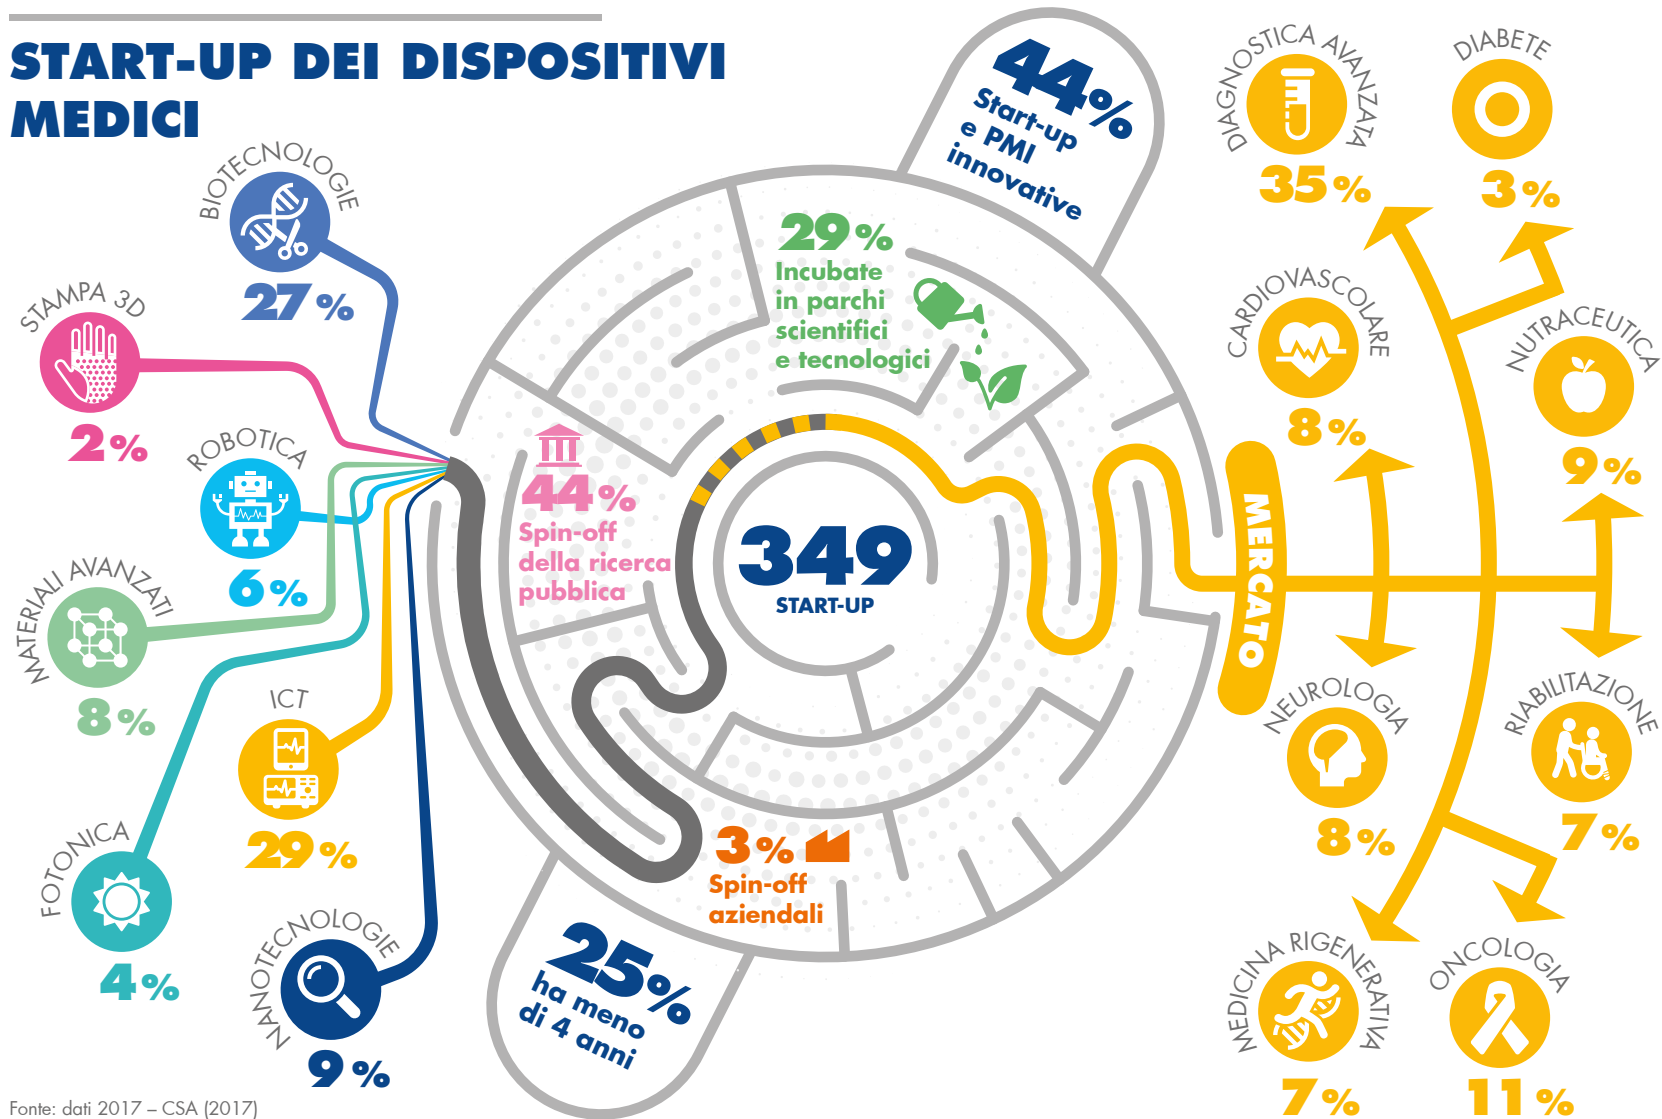 START-UP DEI DISPOSITIVI
MEDICI
BIOTECNOLOGIE
27%
STAMPA 3D
2%
ROBOTICA
6%
MATERIALI AVANZATI
8%
ICT
29%
FOTONICA
4%
NANOTECNOLOGIE
9%
44%
Start-up
e PMI
innovative
29%
Incubate
in parchi
scientifici
e tecnologici
44%
Spin-off
della ricerca
pubblica
349
START-UP
3%
Spin-off
aziendali
25%
ha meno
di 4 anni
MERCATO
DIAGNOSTICA AVANZATA
35%
DIABETE
3%
CARDIOVASCOLARE
8%
NUTRACEUTICA
9%
NEUROLOGIA
8%
RIABILITAZIONE
7%
MEDICINA RIGENERATIVA
7%
ONCOLOGIA
11%
Fonte: dati 2017 – CSA (2017)